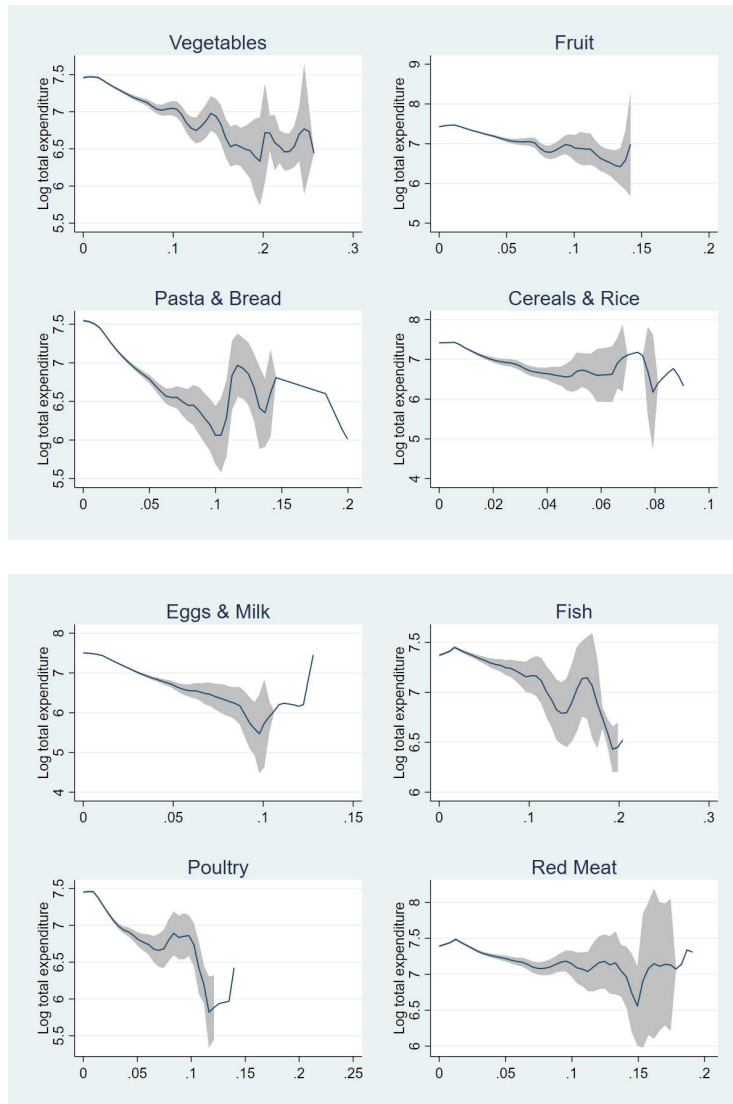 Vegetables
Log total expenditure
5.5 6 6.5 7 7.5
0 .1 .2 .3
Fruit
Log total expenditure
5 6 7 8 9
0 .05 .1 .15 .2
Pasta & Bread
Log total expenditure
5.5 6 6.5 7 7.5
0 .05 .1 .15 .2
Cereals & Rice
Log total expenditure
4 5 6 7 8
0 .02 .04 .06 .08 .1
Eggs & Milk
Log total expenditure
4 5 6 7 8
0 .05 .1 .15
Fish
Log total expenditure
6 6.5 7 7.5
0 .1 .2 .3
Poultry
Log total expenditure
5.5 6 6.5 7 7.5
0 .05 .1 .15 .2 .25
Red Meat
Log total expenditure
6 6.5 7 7.5 8
0 .05 .1 .15 .2